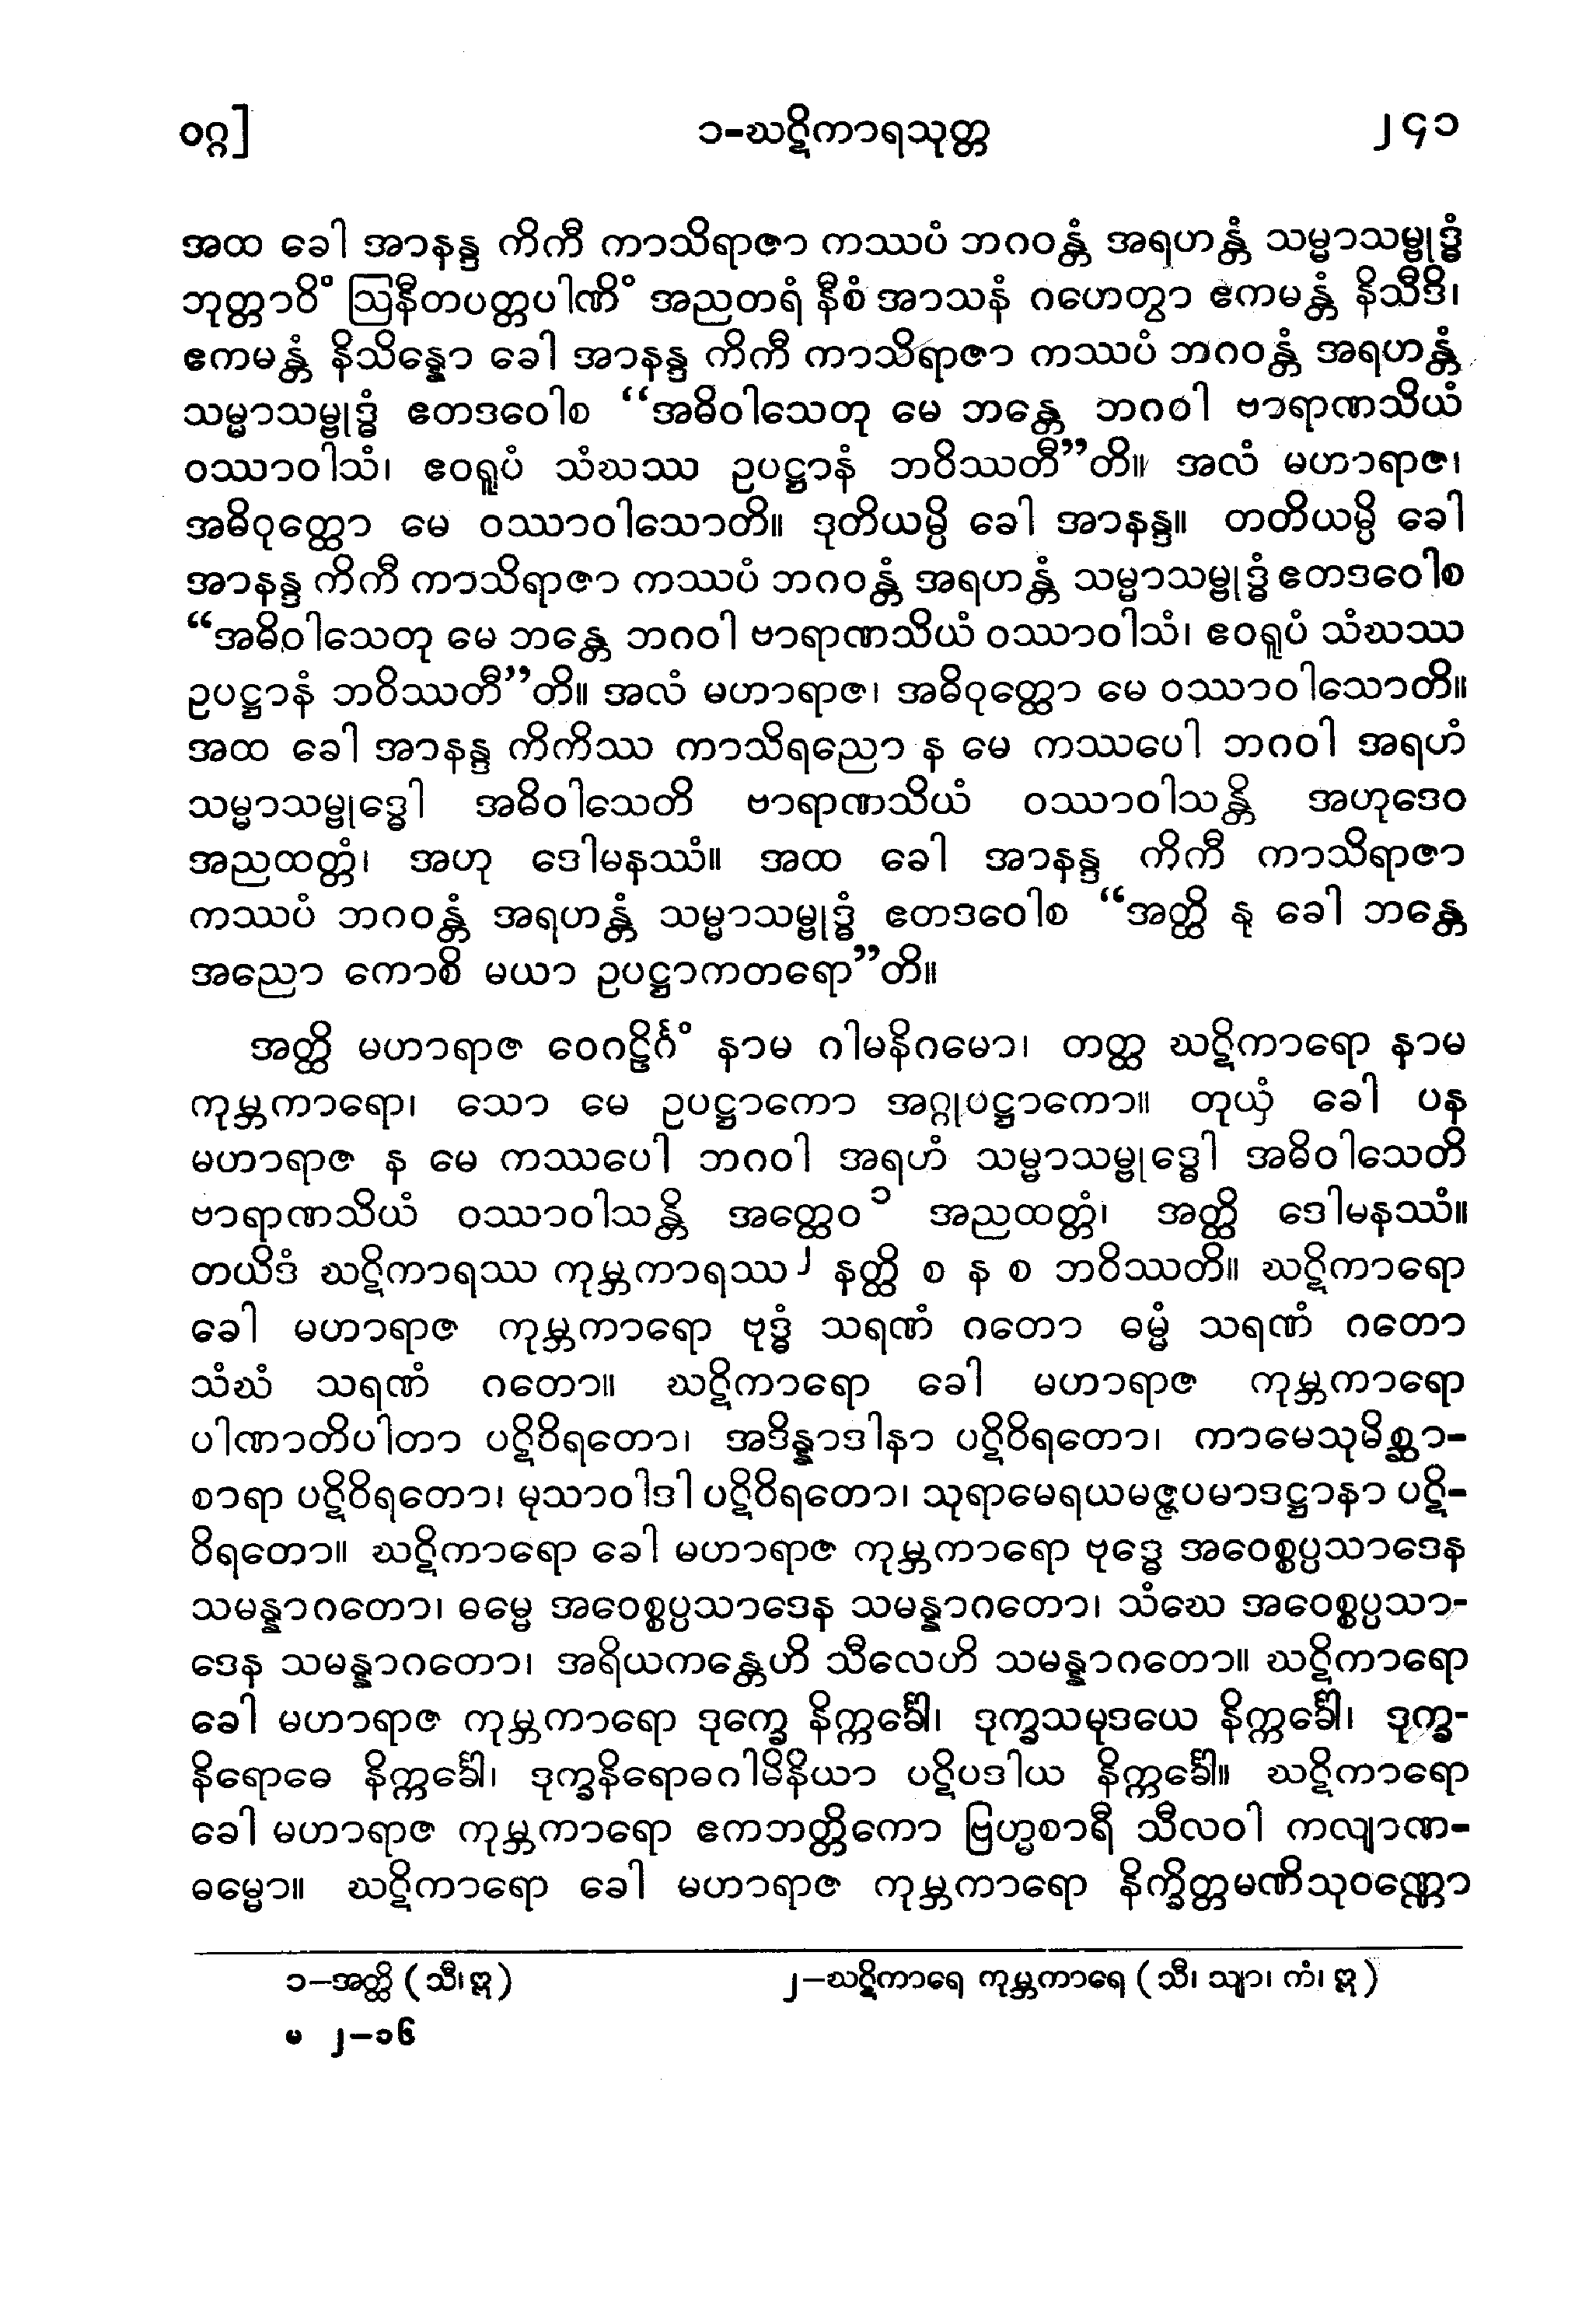 ဝဂ္ဂ]
၁-ဃဋိကာရသုတ္တ
၂၄၁
အထ ခေါ အာနန္ဒ ကိကီ ကာသိရာဇာ ကဿပံ ဘဂဝန္တံ အရဟန္တံ သမ္မာသမ္ဗုဒ္ဓံ
ဘုတ္တာဝိံ ဩနီတပတ္တပါဏိံ အညတရံ နီစံ အာသနံ ဂဟေတွာ ဧကမန္တံ နိသီဒိ၊
ဧကမန္တံ နိသိန္နော ခေါ အာနန္ဒ ကိကီ ကာသိရာဇာ ကဿပံ ဘဂဝန္တံ အရဟန္တံ
သမ္မာသမ္ဗုဒ္ဓံ ဧတဒဝေါစ “အဓိဝါသေတု မေ ဘန္တေ ဘဂဝါ ဗာရာဏသိယံ
ဝဿာဝါသံ၊ ဧဝရူပံ သံဃဿ ဥပဋ္ဌာနံ ဘဝိဿတီ”တိ။ အလံ မဟာရာဇ၊
အဓိဝုတ္ထော မေ ဝဿာဝါသောတိ။ ဒုတိယမ္ပိ ခေါ အာနန္ဒ။ တတိယမ္ပိ ခေါ
အာနန္ဒ ကိကီ ကာသိရာဇာ ကဿပံ ဘဂဝန္တံ အရဟန္တံ သမ္မာသမ္ဗုဒ္ဓံ ဧတဒဝေါစ
“အဓိဝါသေတု မေ ဘန္တေ ဘဂဝါ ဗာရာဏသိယံ ဝဿာဝါသံ၊ ဧဝရူပံ သံဃဿ
ဥပဋ္ဌာနံ ဘဝိဿတီ”တိ။ အလံ မဟာရာဇ၊ အဓိဝုတ္ထော မေ ဝဿာဝါသောတိ။
အထ ခေါ အာနန္ဒ ကိကိဿ ကာသိရညော န မေ ကဿပေါ ဘဂဝါ အရဟံ
သမ္မာသမ္ဗုဒ္ဓေါ အဓိဝါသေတိ ဗာရာဏသိယံ ဝဿာဝါသန္တိ အဟုဒေဝ
အညထတ္တံ၊ အဟု ဒေါမနဿံ။ အထ ခေါ အာနန္ဒ ကိကီ ကာသိရာဇာ
ကဿပံ ဘဂဝန္တံ အရဟန္တံ သမ္မာသမ္ဗုဒ္ဓံ ဧတဒဝေါစ “အတ္ထိ နု ခေါ ဘန္တေ
အညော ကောစိ မယာ ဥပဋ္ဌာကတရော”တိ။
အတ္ထိ မဟာရာဇ ဝေဂဠိင်္ဂံ နာမ ဂါမနိဂမော၊ တတ္ထ ဃဋိကာရော နာမ
ကုမ္ဘကာရော၊ သော မေ ဥပဋ္ဌာကော အဂ္ဂုပဋ္ဌာကော။ တုယှံ ခေါ ပန
မဟာရာဇ န မေ ကဿပေါ ဘဂဝါ အရဟံ သမ္မာသမ္ဗုဒ္ဓေါ အဓိဝါသေတိ
ဗာရာဏသိယံ ဝဿာဝါသန္တိ အတ္ထေဝ ၁ အညထတ္တံ၊ အတ္ထိ ဒေါမနဿံ။
တယိဒံ ဃဋိကာရဿ ကုမ္ဘကာရဿ ၂ နတ္ထိ စ န စ ဘဝိဿတိ။ ဃဋိကာရော
ခေါ မဟာရာဇ ကုမ္ဘကာရော ဗုဒ္ဓံ သရဏံ ဂတော ဓမ္မံ သရဏံ ဂတော
သံဃံ သရဏံ ဂတော။ ဃဋိကာရော ခေါ မဟာရာဇ ကုမ္ဘကာရော
ပါဏာတိပါတာ ပဋိဝိရတော၊ အဒိန္နာဒါနာ ပဋိဝိရတော၊ ကာမေသုမိစ္ဆာ-
စာရာ ပဋိဝိရတော၊ မုသာဝါဒါ ပဋိဝိရတော၊ သုရာမေရယမဇ္ဇပမာဒဋ္ဌာနာ ပဋိ-
ဝိရတော။ ဃဋိကာရော ခေါ မဟာရာဇ ကုမ္ဘကာရော ဗုဒ္ဓေ အဝေစ္စပ္ပသာဒေန
သမန္နာဂတော၊ ဓမ္မေ အဝေစ္စပ္ပသာဒေန သမန္နာဂတော၊ သံဃေ အဝေစ္စပ္ပသာ-
ဒေန သမန္နာဂတော၊ အရိယကန္တေဟိ သီလေဟိ သမန္နာဂတော။ ဃဋိကာရော
ခေါ မဟာရာဇ ကုမ္ဘကာရော ဒုက္ခေ နိက္ကင်္ခေါ၊ ဒုက္ခသမုဒယေ နိက္ကင်္ခေါ၊ ဒုက္ခ-
နိရောဓေ နိက္ကင်္ခေါ၊ ဒုက္ခနိရောဓဂါမိနိယာ ပဋိပဒါယ နိက္ကင်္ခေါ။ ဃဋိကာရော
ခေါ မဟာရာဇ ကုမ္ဘကာရော ဧကဘတ္တိကော ဗြဟ္မစာရီ သီလဝါ ကလျာဏ-
ဓမ္မော။ ဃဋိကာရော ခေါ မဟာရာဇ ကုမ္ဘကာရော နိက္ခိတ္တမဏိသုဝဏ္ဏော
၁–အတ္ထိ (သီ၊ ဣ)
၂–ဃဋိကာရေ ကုမ္ဘကာရေ (သီ၊ သျာ၊ ကံ၊ ဣ)
မ ၂–၁၆